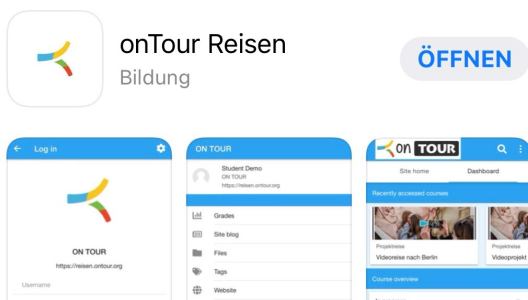 onTour Reisen
Bildung
ÖFFNEN
Log in
ON TOUR
https://reisen.ontour.org
Username
ON TOUR
Student Demo
ON TOUR
https://reisen.ontour.org
Grades
Site blog
Files
Tags
Website
on TOUR
Site home
Dashboard
Recently accessed courses
Projektreise
Videoreise nach Berlin
Projektreise
Videoprojekt
Course overview